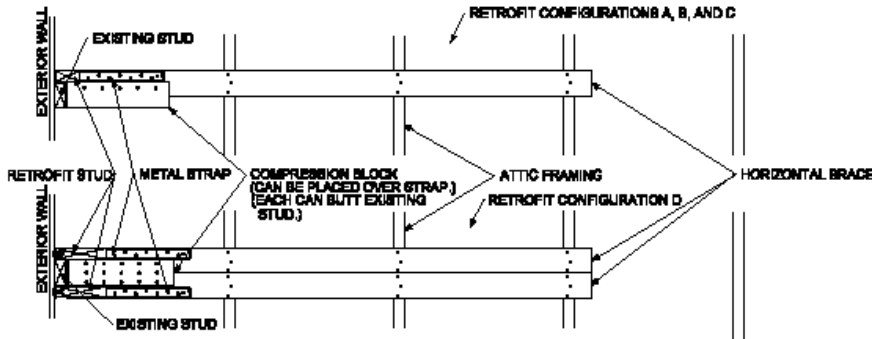 RETROFIT CONFIGURATIONS A, B, AND C
EXISTING STUD
EXTERIOR WALL
RETROFIT STUD
METAL STRAP
COMPRESSION BLOCK
(CAN BE PLACED OVER STRAP.)
(EACH CAN BUTT EXISTING
STUD.)
ATTIC FRAMING
HORIZONTAL BRACE
RETROFIT CONFIGURATION D
EXTERIOR WALL
EXISTING STUD